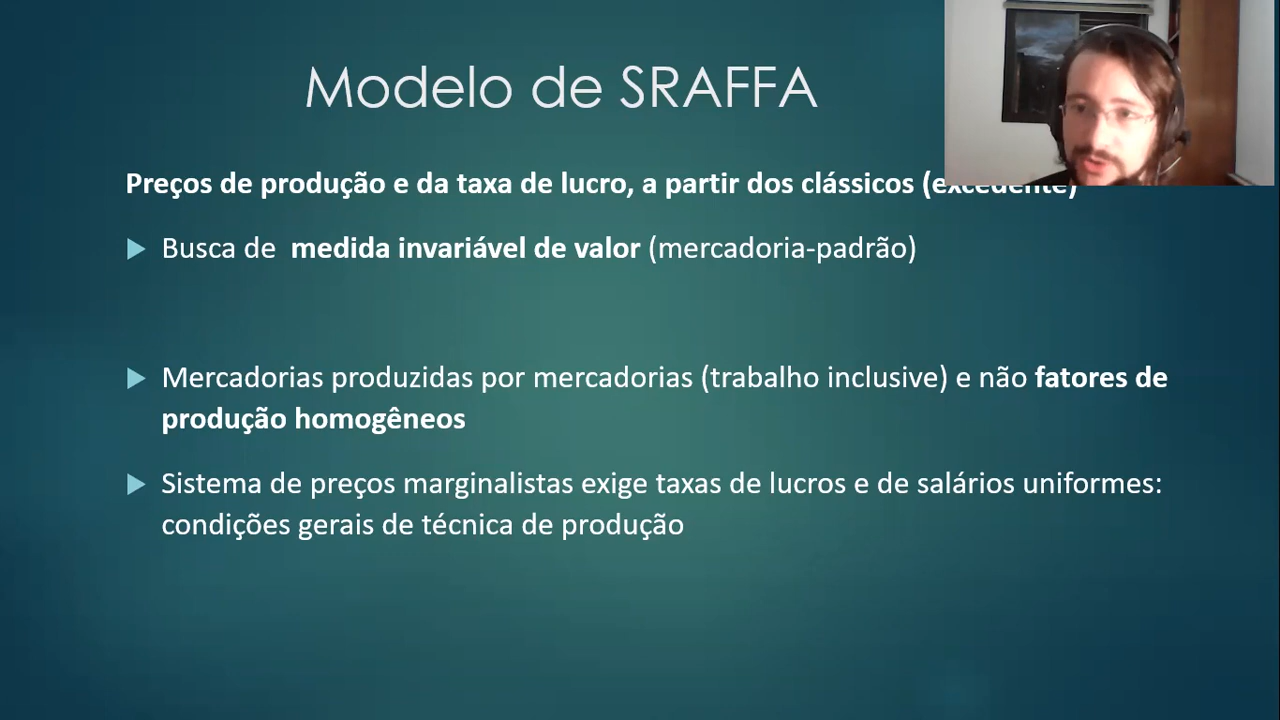 Modelo de SRAFFA
Preços de produção e da taxa de lucro, a partir dos clássicos (excedente)
Busca de medida invariável de valor (mercadoria-padrão)
Mercadorias produzidas por mercadorias (trabalho inclusive) e não fatores de
produção homogêneos
Sistema de preços marginalistas exige taxas de lucros e de salários uniformes:
condições gerais de técnica de produção